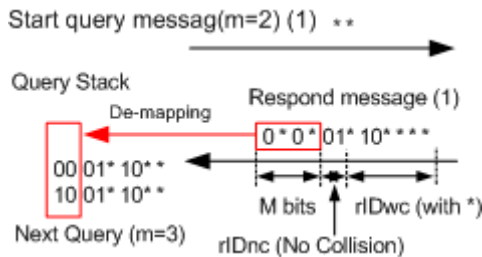 Start query messag(m=2) (1) **
Query Stack
De-mapping
Respond message (1)
0* 0* 01* 10* * * *
00 01* 10* *
10 01* 10* *
M bits
rIDwc (with *)
Next Query (m=3)
rIDnc (No Collision)